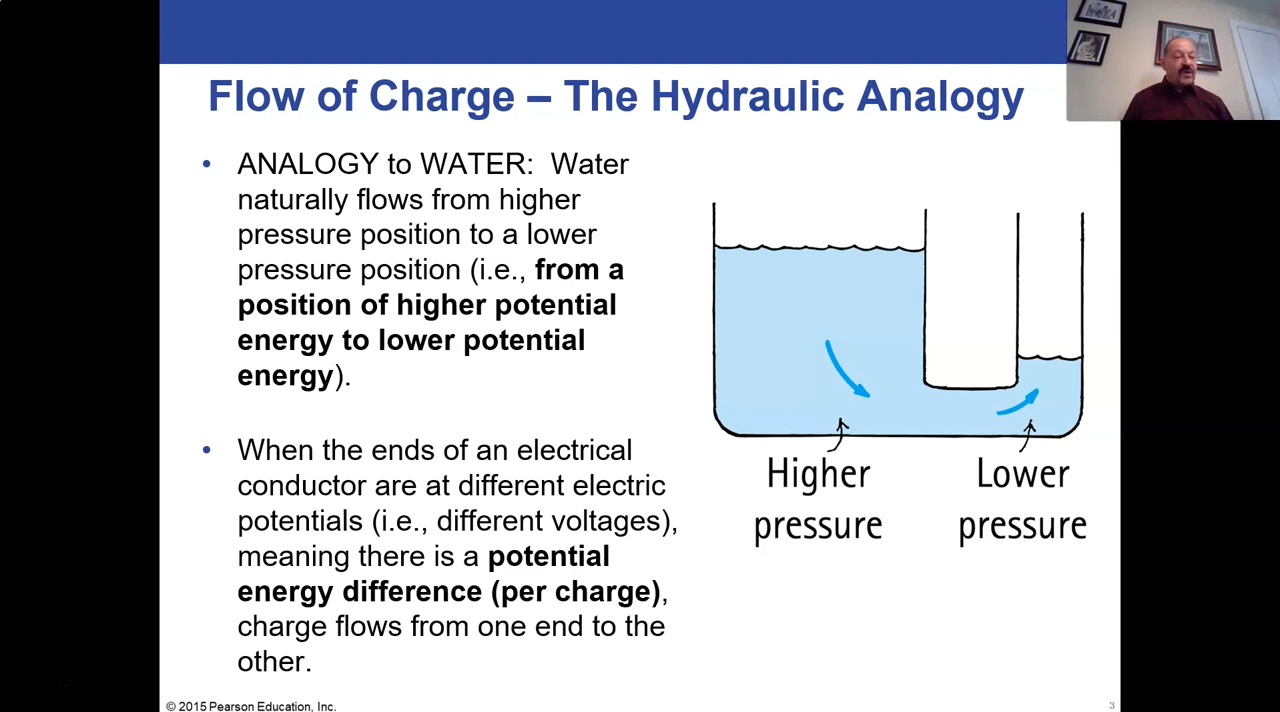 Flow of Charge – The Hydraulic Analogy
• ANALOGY to WATER:  Water
naturally flows from higher
pressure position to a lower
pressure position (i.e., from a
position of higher potential
energy to lower potential
energy).
• When the ends of an electrical
conductor are at different electric
potentials (i.e., different voltages),
meaning there is a potential
energy difference (per charge),
charge flows from one end to the
other.
Higher
pressure
Lower
pressure
© 2015 Pearson Education, Inc.
3